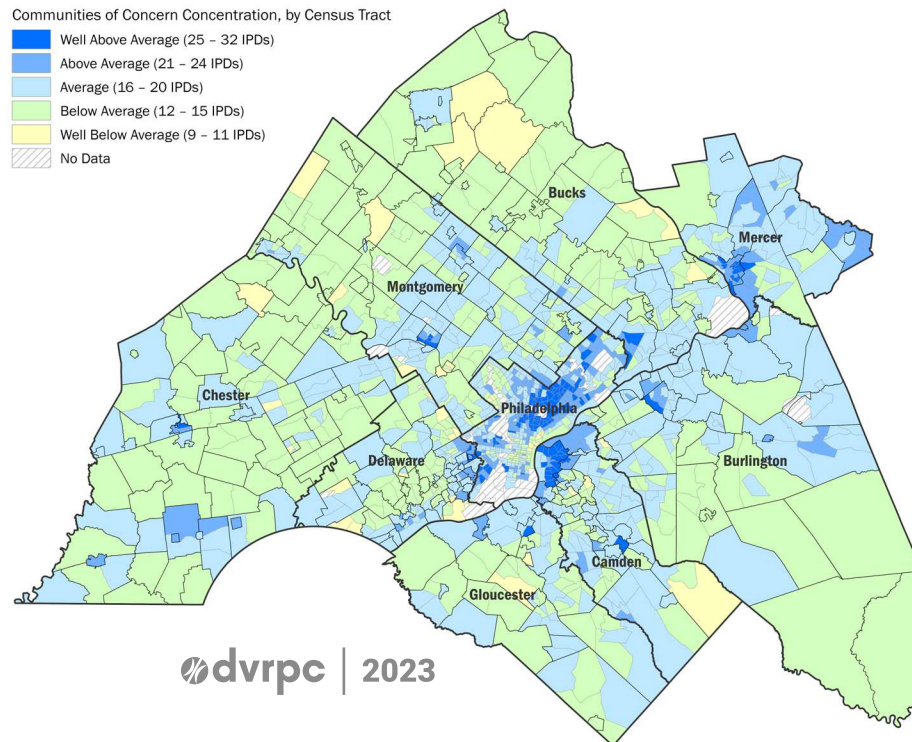 Communities of Concern Concentration, by Census Tract
Well Above Average (25 – 32 IPDs)
Above Average (21 – 24 IPDs)
Average (16 – 20 IPDs)
Below Average (12 – 15 IPDs)
Well Below Average (9 – 11 IPDs)
No Data
Bucks
Mercer
Montgomery
Chester
Philadelphia
Delaware
Burlington
Camden
Gloucester
dvrpc | 2023